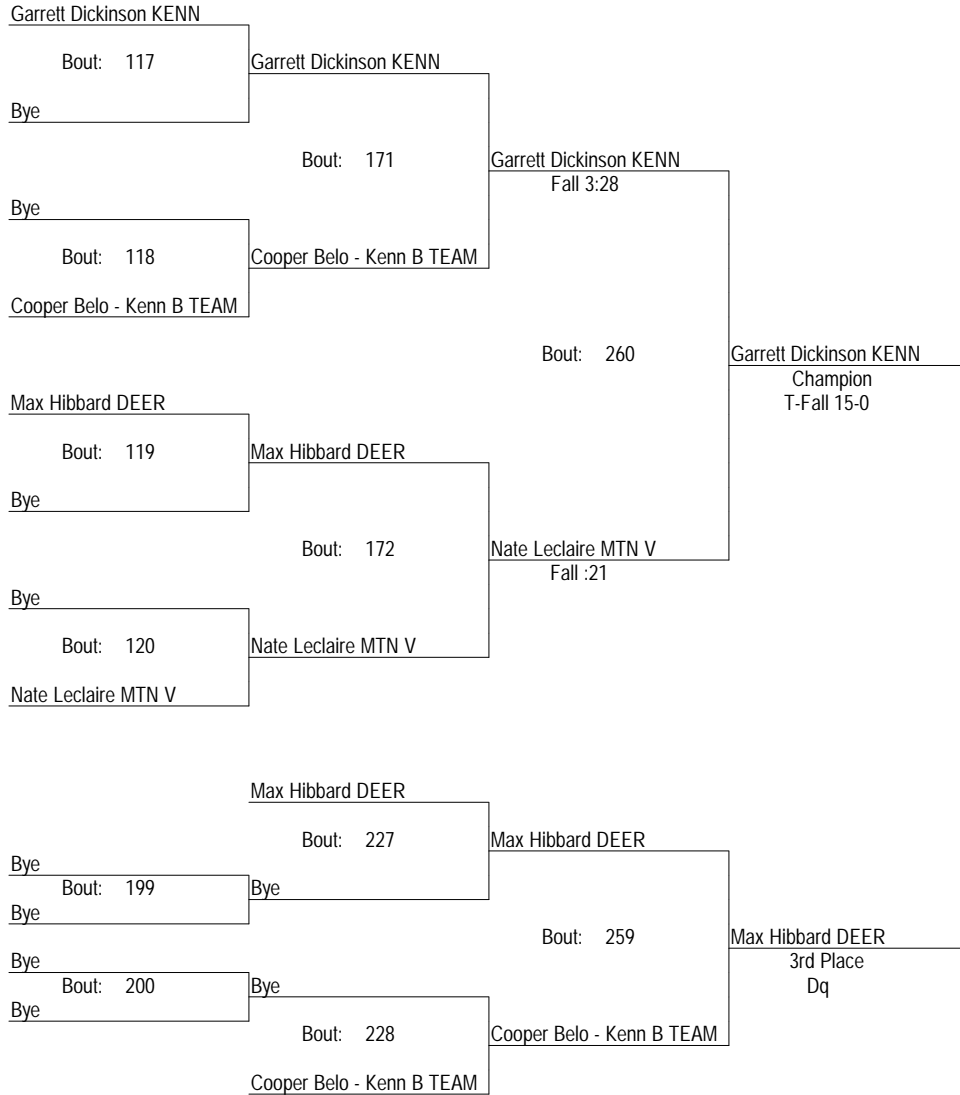 Garrett Dickinson KENN
Bout: 117
Garrett Dickinson KENN
Bye
Bout: 171
Garrett Dickinson KENN
Fall 3:28
Bye
Bout: 118
Cooper Belo - Kenn B TEAM
Cooper Belo - Kenn B TEAM
Bout: 260
Garrett Dickinson KENN
Champion
T-Fall 15-0
Max Hibbard DEER
Bout: 119
Max Hibbard DEER
Bye
Bout: 172
Nate Leclaire MTN V
Fall :21
Bye
Bout: 120
Nate Leclaire MTN V
Nate Leclaire MTN V
Max Hibbard DEER
Bout: 227
Max Hibbard DEER
Bye
Bout: 199
Bye
Bye
Bout: 259
Max Hibbard DEER
3rd Place
Dq
Bye
Bout: 200
Bye
Bye
Bout: 228
Cooper Belo - Kenn B TEAM
Cooper Belo - Kenn B TEAM